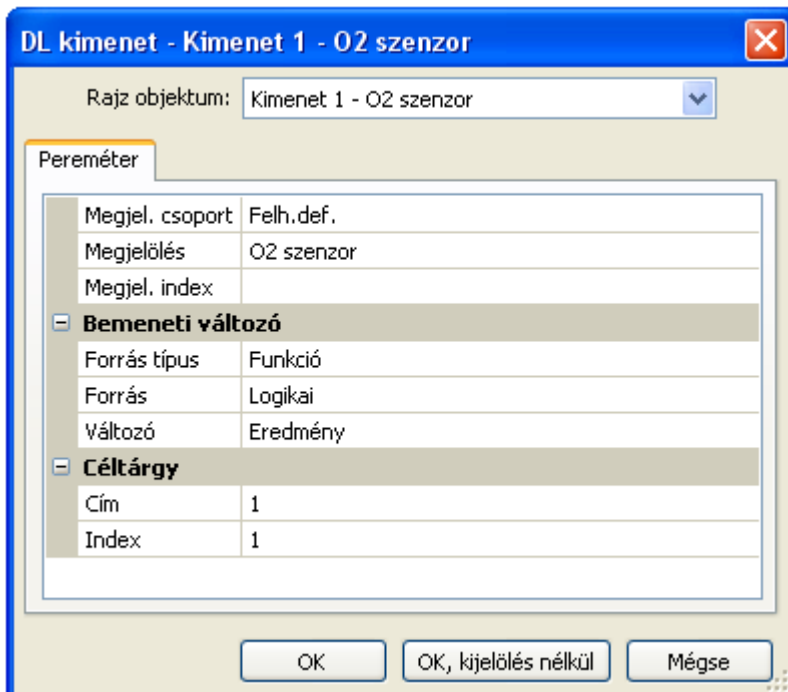 DL kimenet - Kimenet 1 - O2 szenzor
Rajz objektum: Kimenet 1 - O2 szenzor
Pereméter
Megjel. csoport Felh.def.
Megjelölés O2 szenzor
Megjel. index
Bemeneti változó
Forrás típus Funkció
Forrás Logikai
Változó Eredmény
Céltárgy
Cím 1
Index 1
OK OK, kijelölés nélkül Mégse